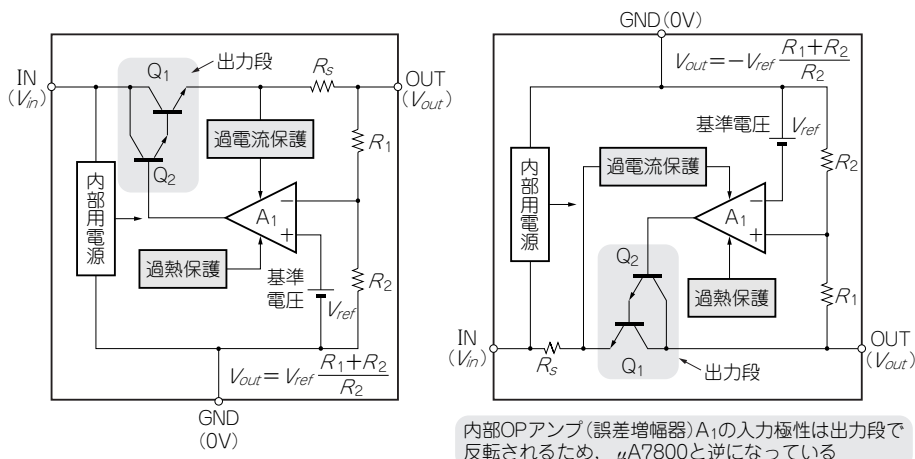 IN
(Vin)
Q1
出力段
Rs
OUT
(Vout)
過電流保護
R1
Q2
内部用電源
A1
−
+
過熱保護
基準
電圧
Vref
R2
Vout=Vref (R1+R2)/R2
GND
(0V)
GND(0V)
Vout=−Vref (R1+R2)/R2
基準電圧
Vref
過電流保護
R2
内部用電源
A1
−
+
Q2
過熱保護
R1
IN
(Vin)
Rs
Q1
出力段
OUT
(Vout)
内部OPアンプ(誤差増幅器)A1の入力極性は出力段で
反転されるため，μA7800と逆になっている